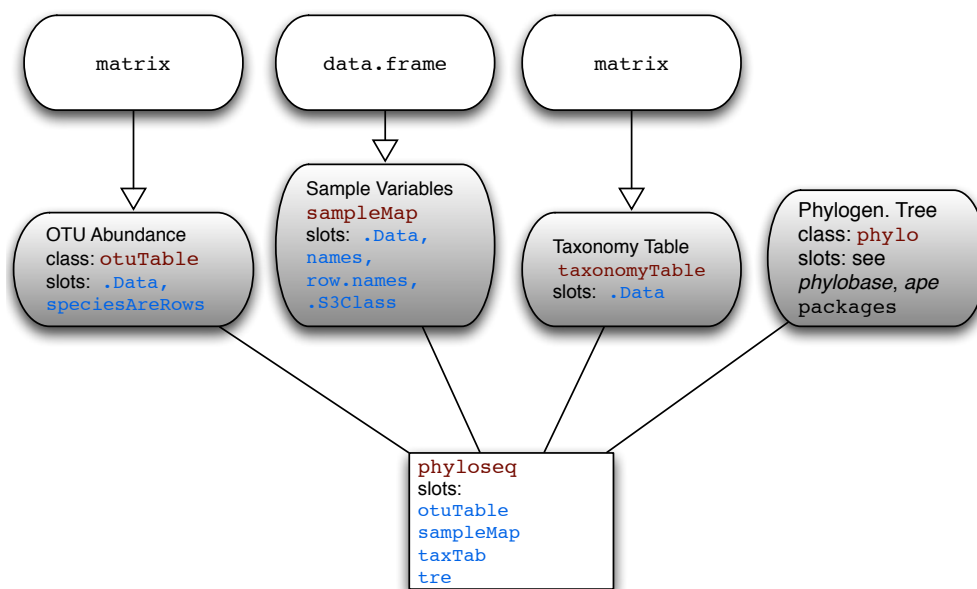 matrix
data.frame
matrix
OTU Abundance
class: otuTable
slots: .Data,
speciesAreRows
Sample Variables
sampleMap
slots: .Data,
names,
row.names,
.S3Class
Taxonomy Table
taxonomyTable
slots: .Data
Phylogen. Tree
class: phylo
slots: see
phylobase, ape
packages
phyloseq
slots:
otuTable
sampleMap
taxTab
tre